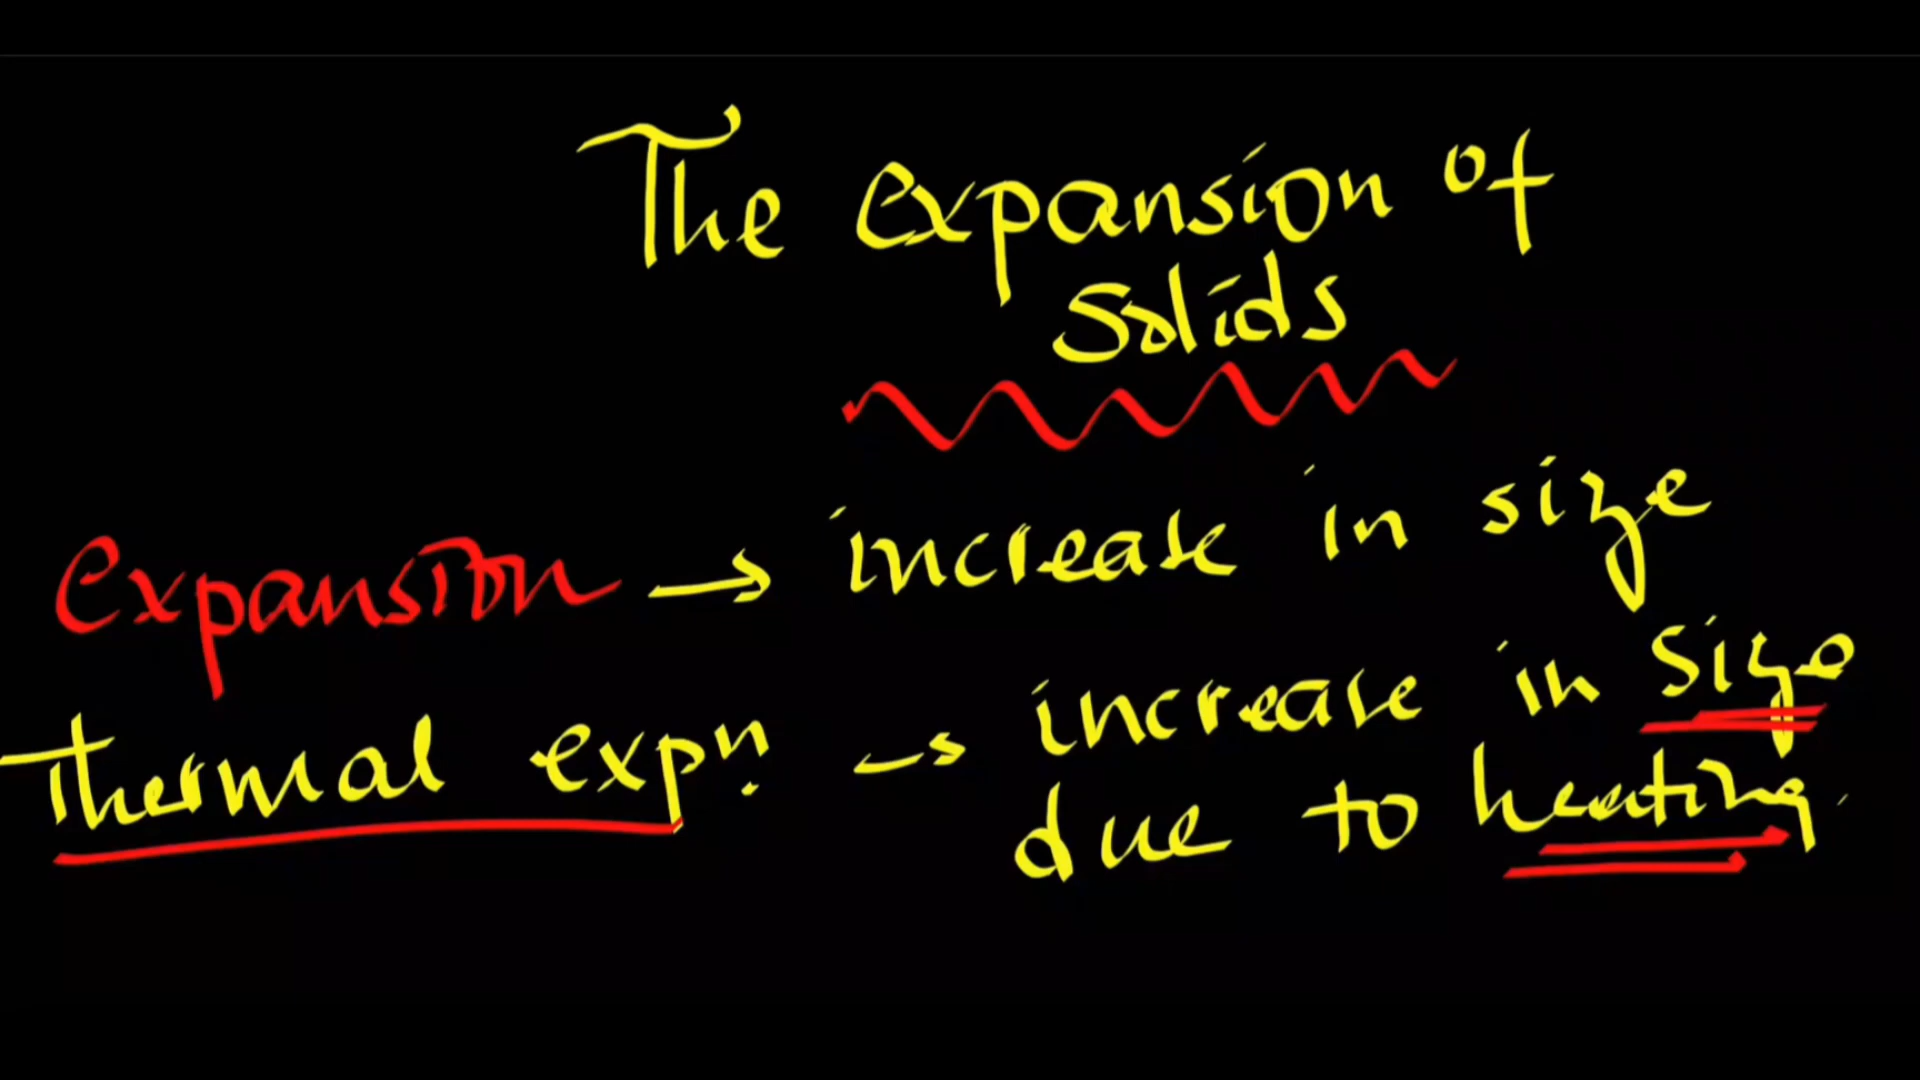 The expansion of
Solids
Expansion → increase in size
Thermal expn → increase in size
due to heating.